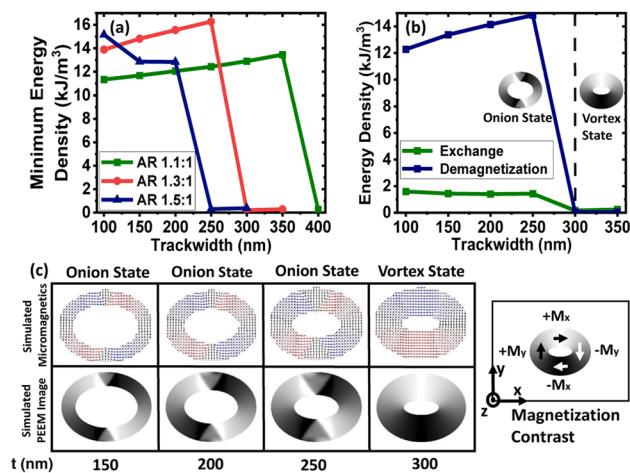 (a)
Minimum Energy
Density (kJ/m³)
16
14
12
10
8
6
4
2
0
AR 1.1:1
AR 1.3:1
AR 1.5:1
100 150 200 250 300 350 400
Trackwidth (nm)
(b)
Energy Density (kJ/m³)
14
12
10
8
6
4
2
0
Onion State
Vortex
State
Exchange
Demagnetization
100 150 200 250 300 350
Trackwidth (nm)
(c)
Onion State Onion State Onion State Vortex State
Simulated
Micromagnetics
Simulated
PEEM Image
t (nm) 150 200 250 300
+Mx
+My -My
-Mx
y
x
z
Magnetization
Contrast